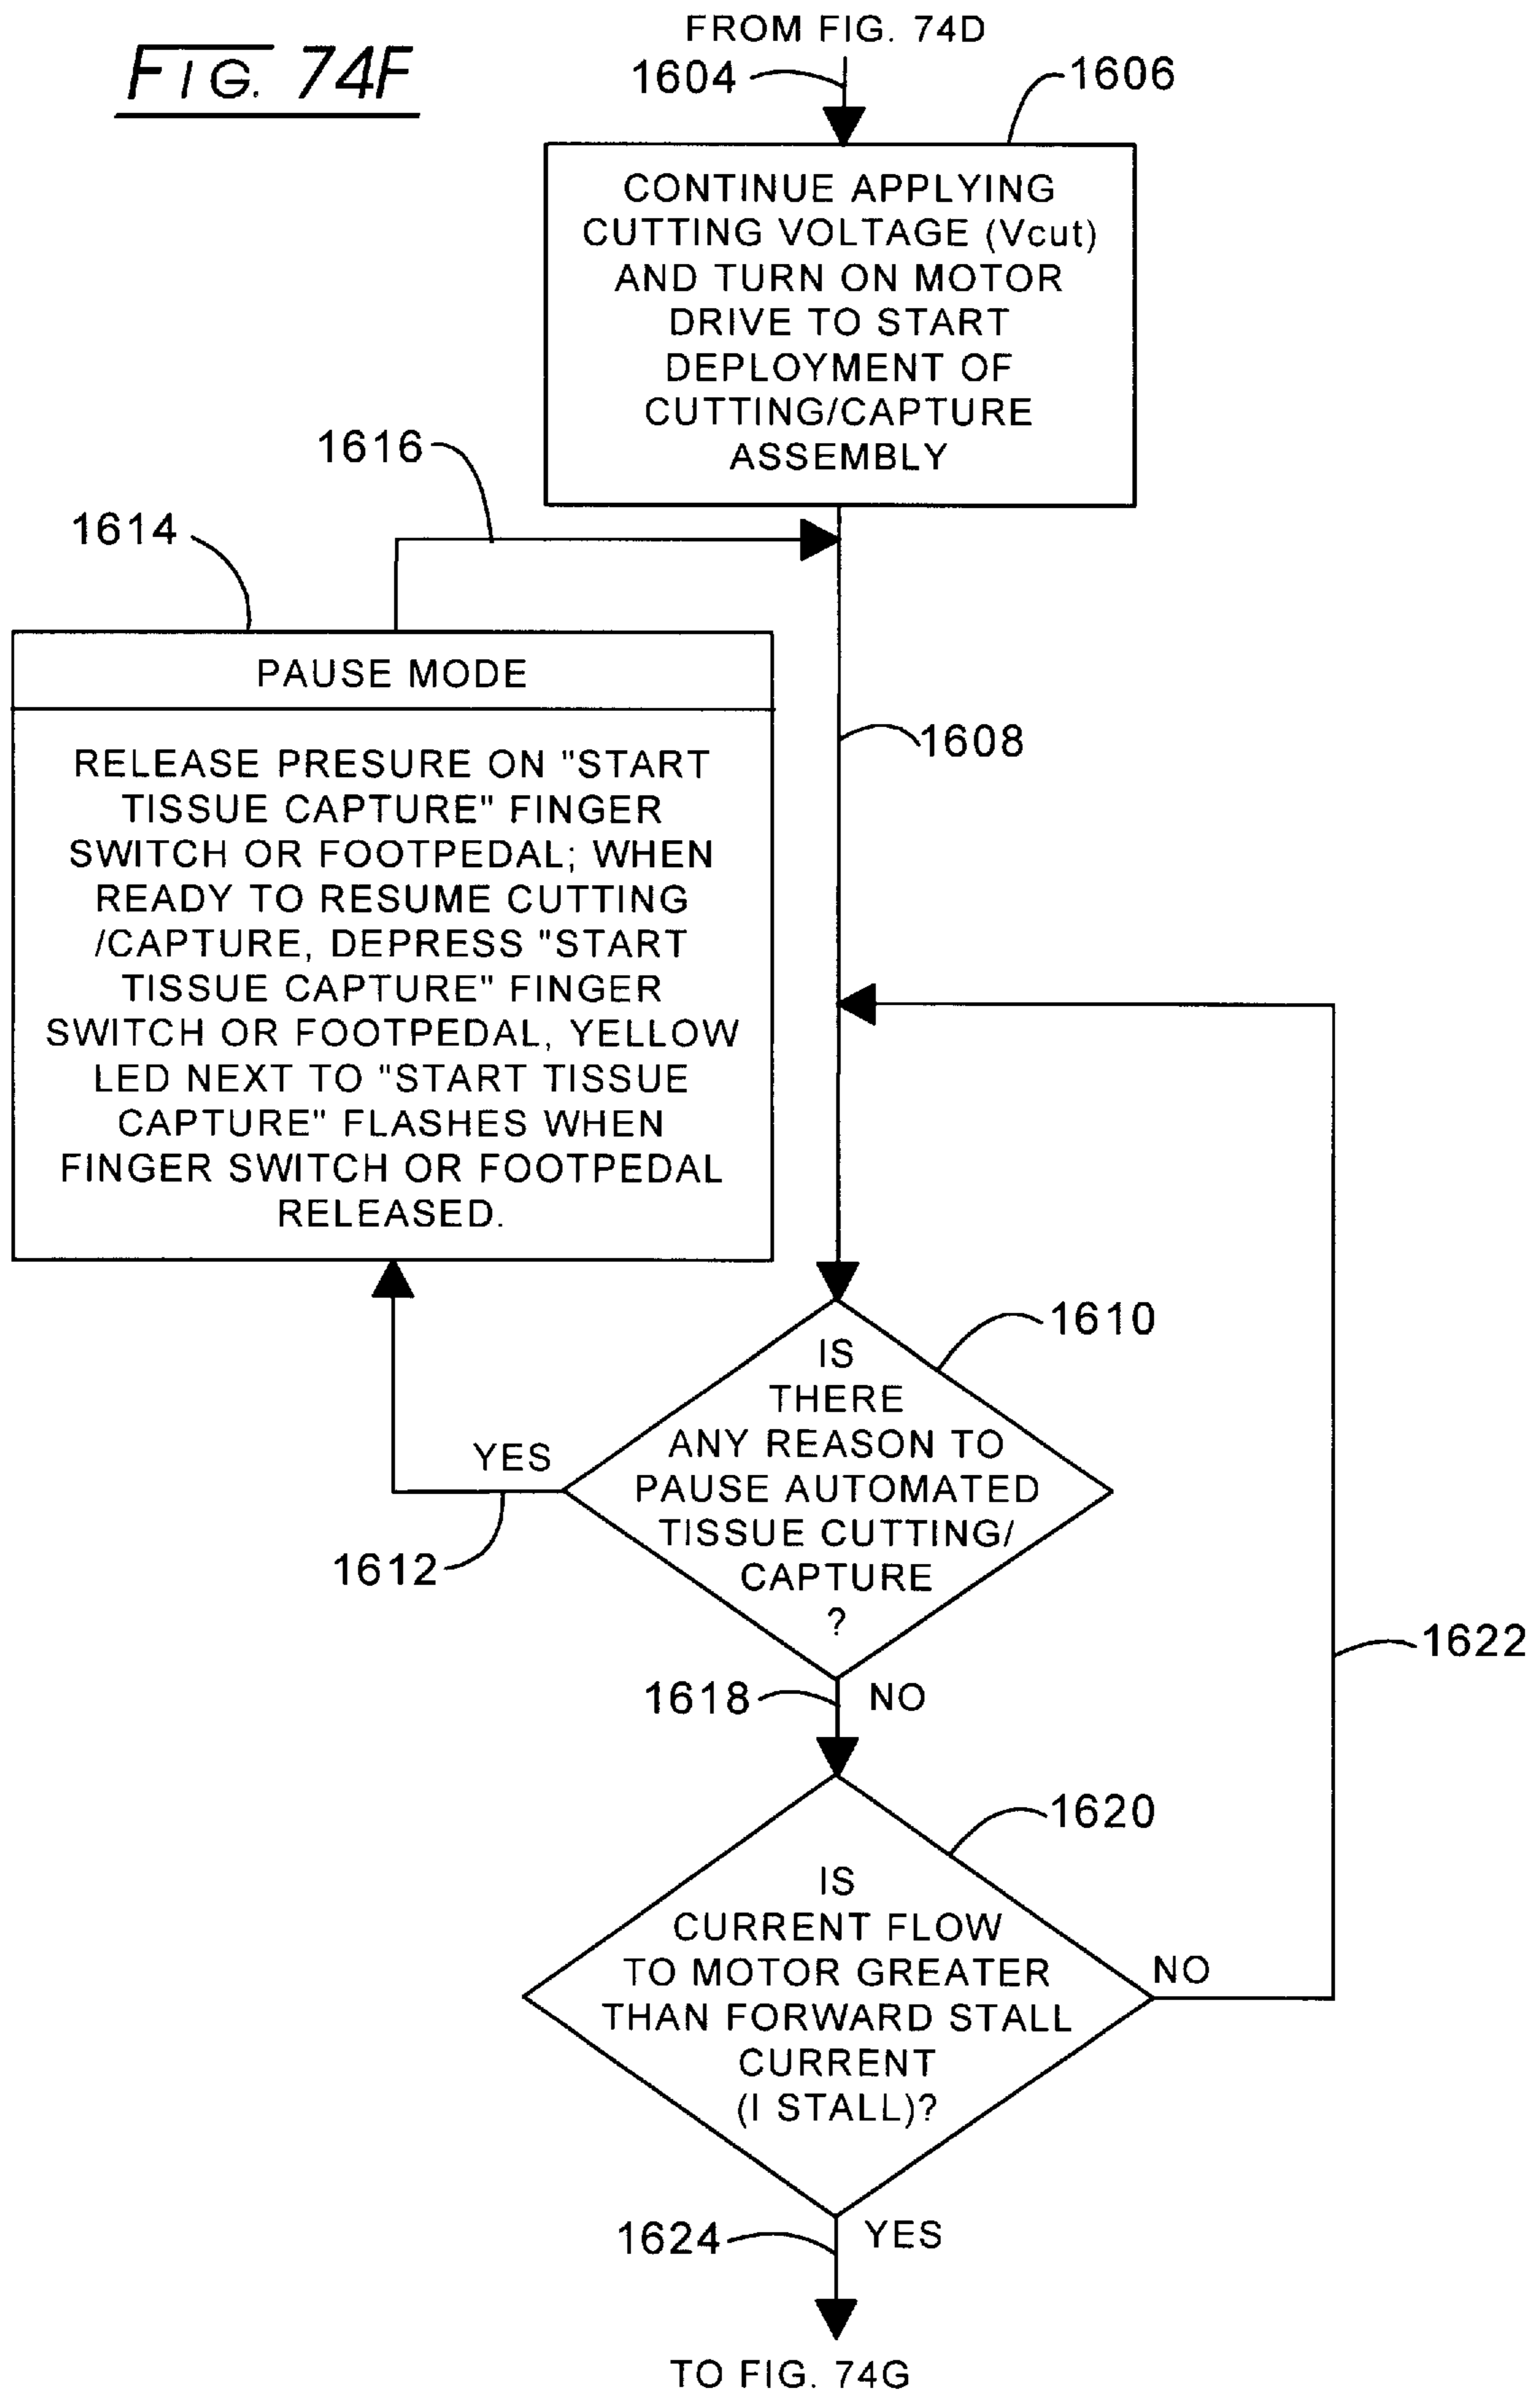 FIG. 74F
FROM FIG. 74D
1604
1606
CONTINUE APPLYING
CUTTING VOLTAGE (Vcut)
AND TURN ON MOTOR
DRIVE TO START
DEPLOYMENT OF
CUTTING/CAPTURE
ASSEMBLY
1616
1614
PAUSE MODE
RELEASE PRESURE ON "START
TISSUE CAPTURE" FINGER
SWITCH OR FOOTPEDAL; WHEN
READY TO RESUME CUTTING
/CAPTURE, DEPRESS "START
TISSUE CAPTURE" FINGER
SWITCH OR FOOTPEDAL, YELLOW
LED NEXT TO "START TISSUE
CAPTURE" FLASHES WHEN
FINGER SWITCH OR FOOTPEDAL
RELEASED.
1608
1610
IS
THERE
ANY REASON TO
PAUSE AUTOMATED
TISSUE CUTTING/
CAPTURE
?
YES
1612
1622
1618
NO
1620
IS
CURRENT FLOW
TO MOTOR GREATER
THAN FORWARD STALL
CURRENT
(I STALL)?
NO
1624
YES
TO FIG. 74G